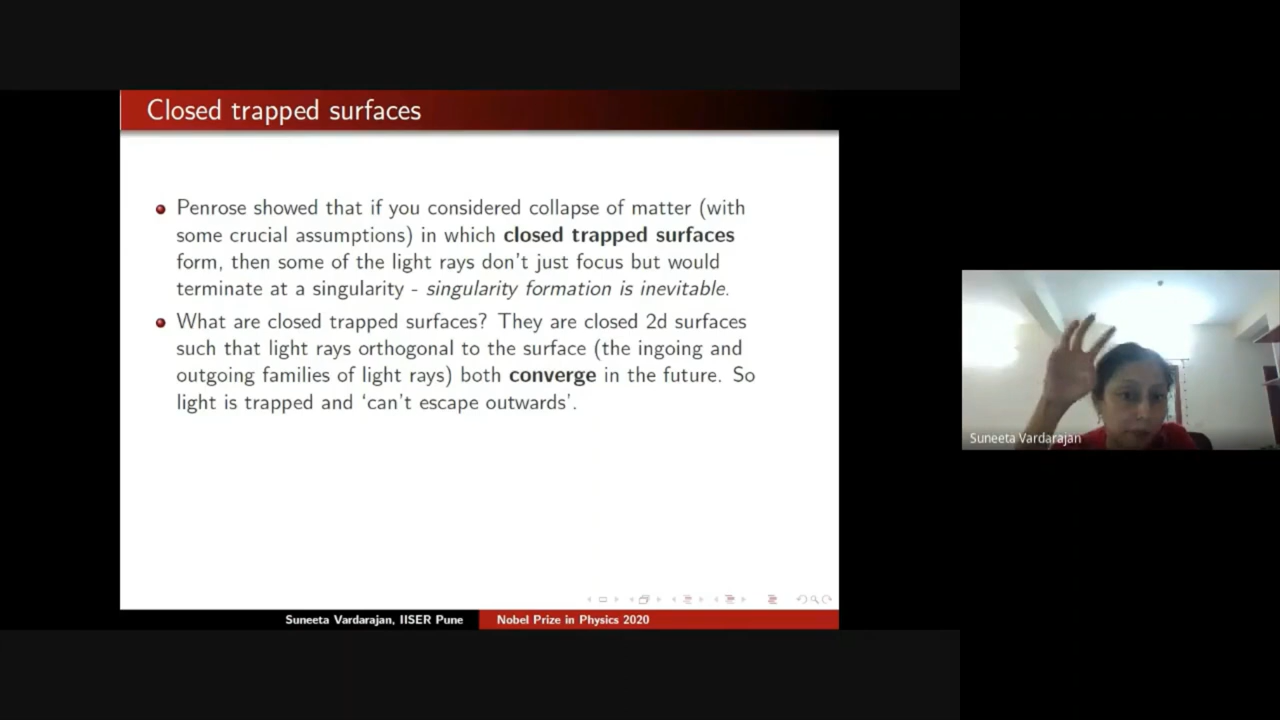 Closed trapped surfaces
Penrose showed that if you considered collapse of matter (with
some crucial assumptions) in which closed trapped surfaces
form, then some of the light rays don't just focus but would
terminate at a singularity - singularity formation is inevitable.
What are closed trapped surfaces? They are closed 2d surfaces
such that light rays orthogonal to the surface (the ingoing and
outgoing families of light rays) both converge in the future. So
light is trapped and 'can't escape outwards'.
Suneeta Vardarajan, IISER Pune
Nobel Prize in Physics 2020
Suneeta Vardarajan